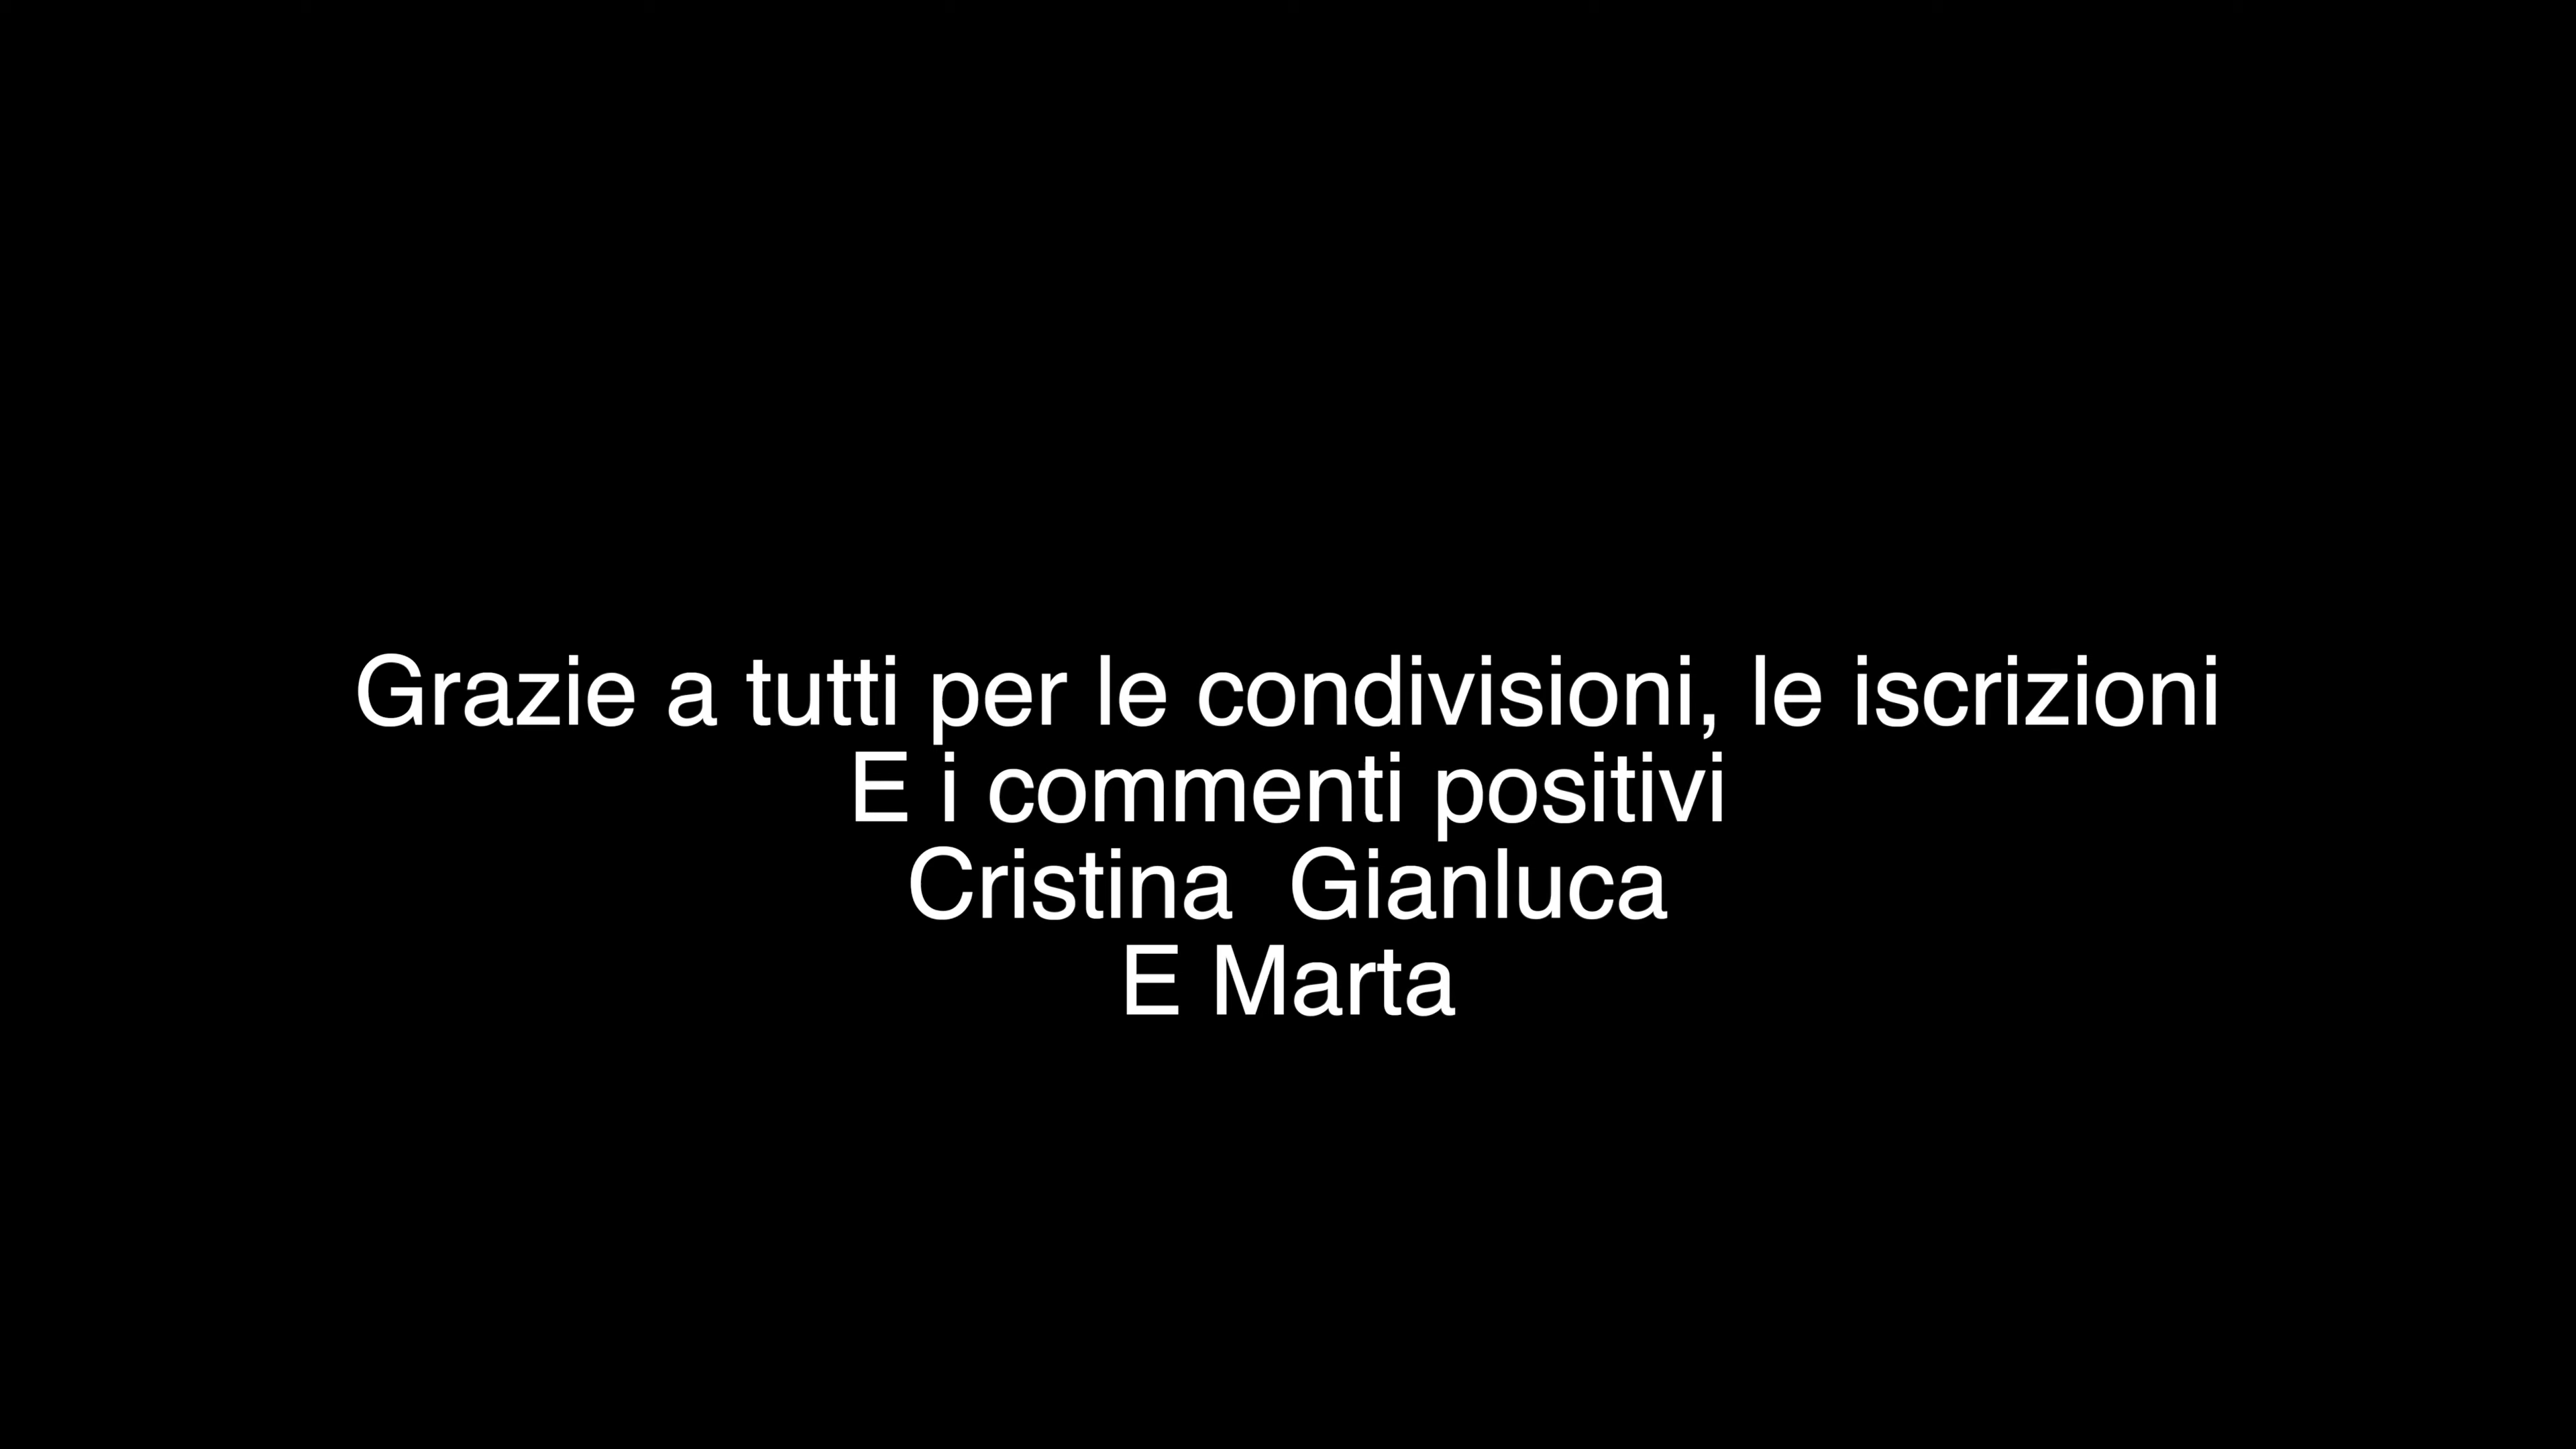 Grazie a tutti per le condivisioni, le iscrizioni
E i commenti positivi
Cristina  Gianluca
E Marta